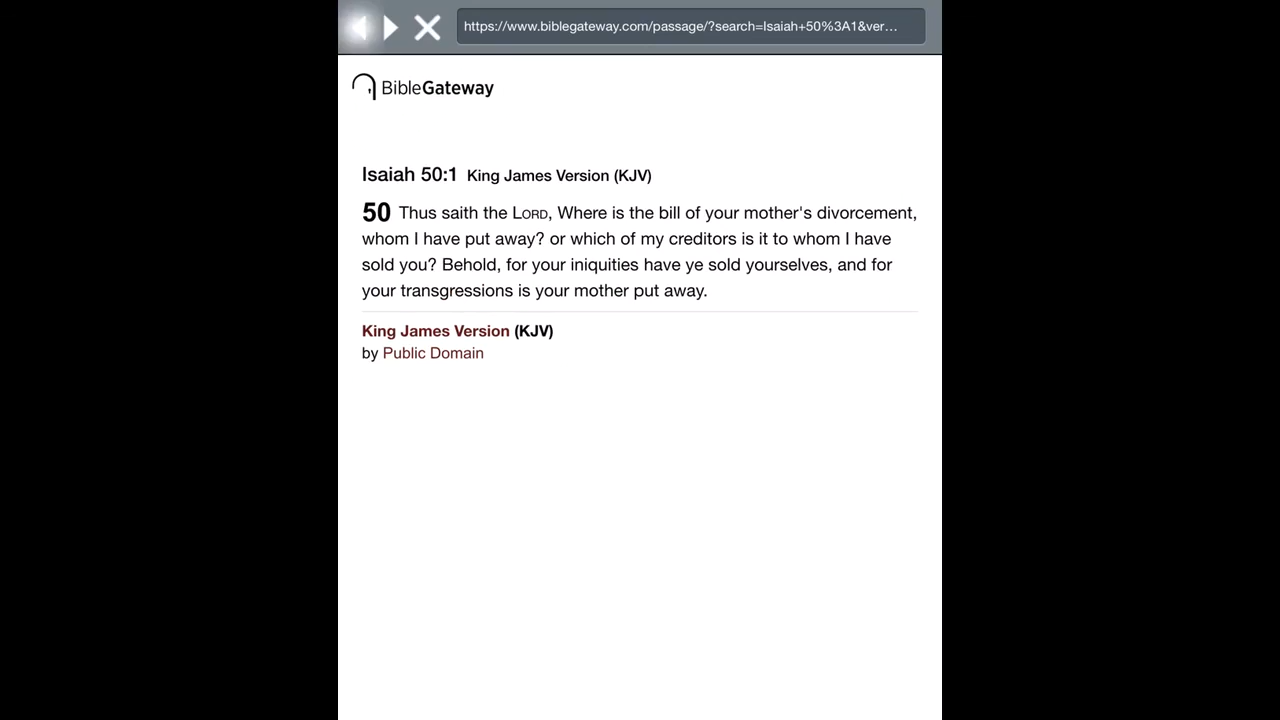 https://www.biblegateway.com/passage/?search=Isaiah+50%3A1&ver…
BibleGateway
Isaiah 50:1 King James Version (KJV)
50 Thus saith the LORD, Where is the bill of your mother's divorcement,
whom I have put away? or which of my creditors is it to whom I have
sold you? Behold, for your iniquities have ye sold yourselves, and for
your transgressions is your mother put away.
King James Version (KJV)
by Public Domain